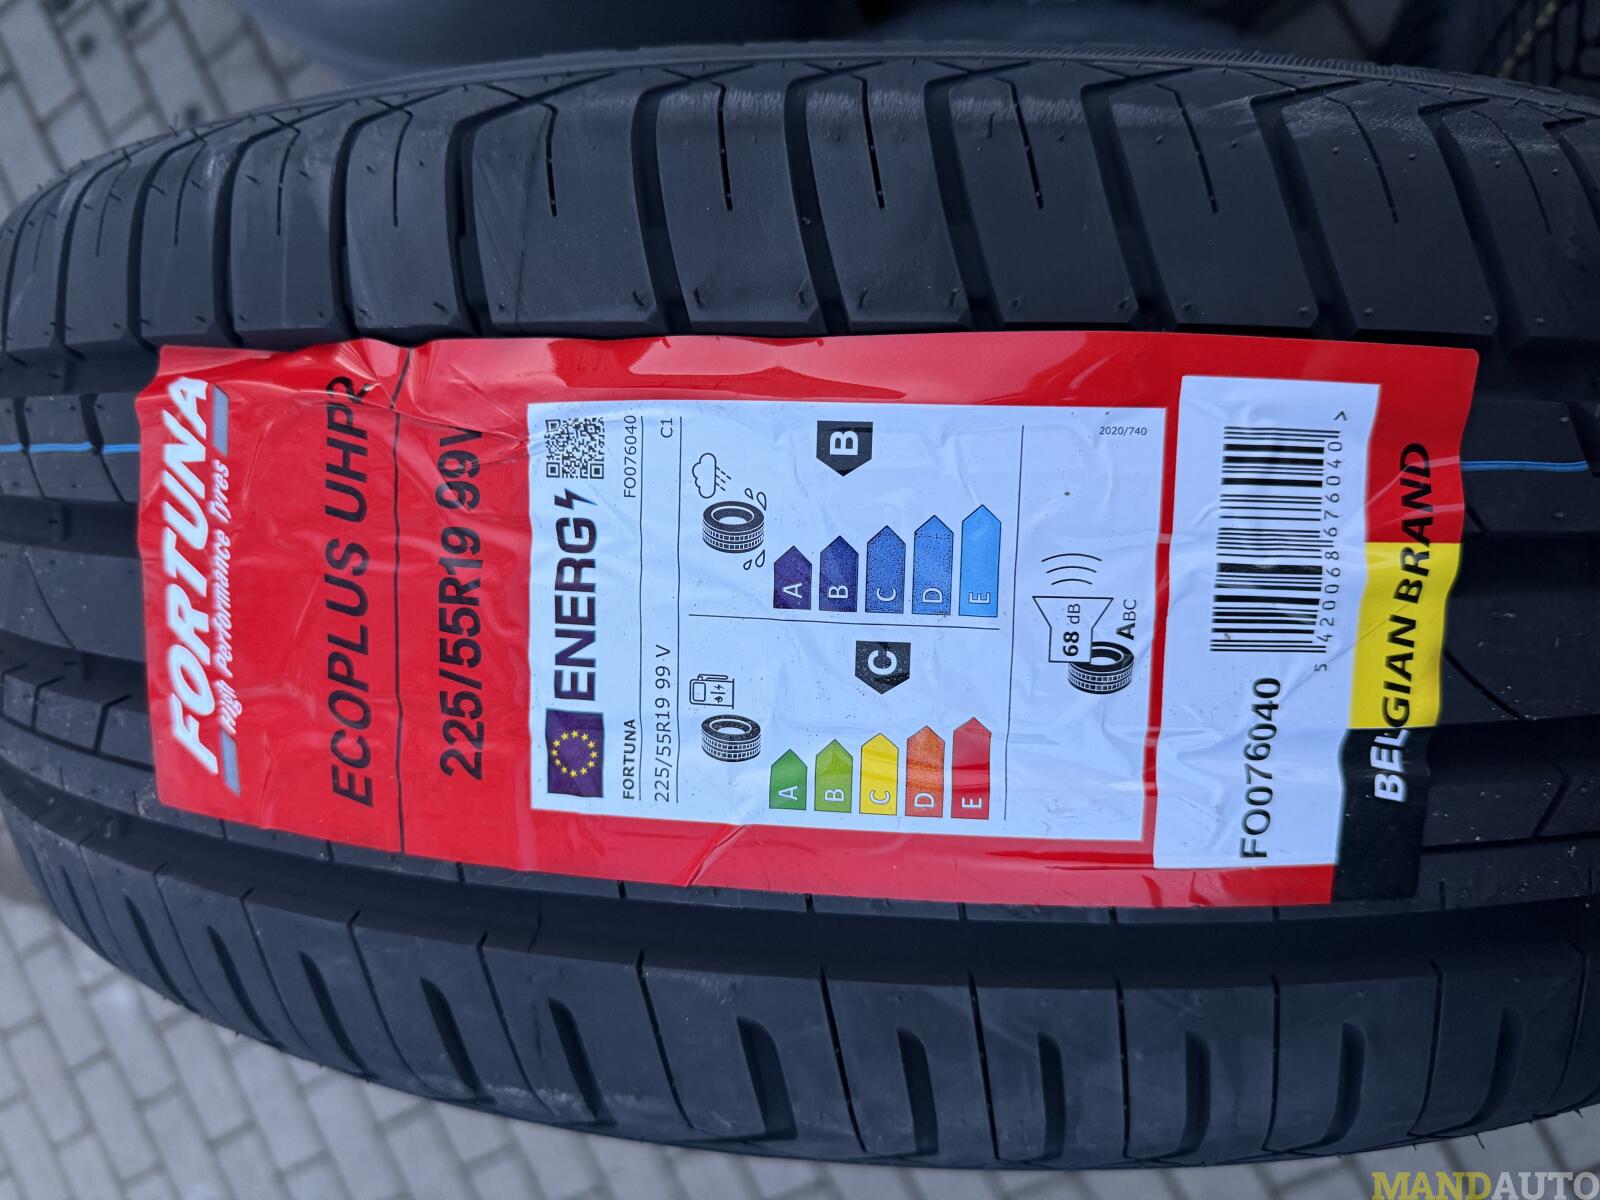 FORTUNA
High Performance Tyres
ECOPLUS UHP2
225/55R19 99V
ENERG
FORTUNA
FO076040
225/55R19 99 V
C1
A
B
C
D
E
C
A
B
C
D
E
B
68 dB
ABC
2020/740
5 420068 676040 >
FO076040
BELGIAN BRAND
MANDAUTO